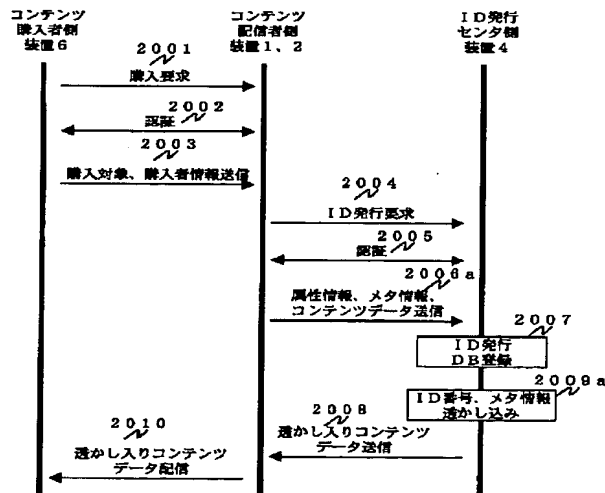 コンテンツ
購入者側
装置6
コンテンツ
配信者側
装置1、2
ID発行
センタ側
装置4
2001
購入要求
2002
認証
2003
購入対象、購入者情報送信
2004
ID発行要求
2005
認証
2006a
属性情報、メタ情報、
コンテンツデータ送信
2007
ID発行
DB登録
2009a
ID番号、メタ情報
透かし込み
2008
透かし入りコンテンツ
データ送信
2010
透かし入りコンテンツ
データ配信